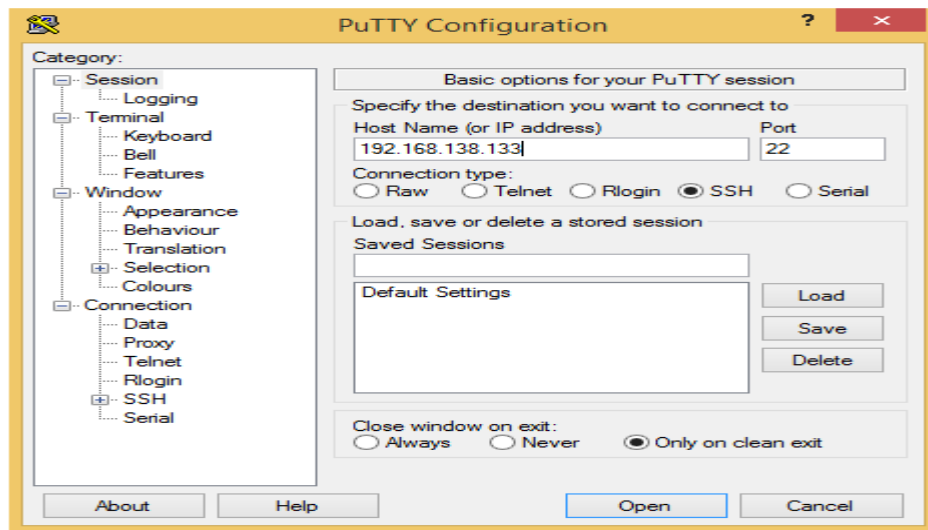 PuTTY Configuration
?
Category:
Session
Logging
Terminal
Keyboard
Bell
Features
Window
Appearance
Behaviour
Translation
Selection
Colours
Connection
Data
Proxy
Telnet
Rlogin
SSH
Serial
Basic options for your PuTTY session
Specify the destination you want to connect to
Host Name (or IP address) Port
192.168.138.133 22
Connection type:
Raw Telnet Rlogin SSH Serial
Load, save or delete a stored session
Saved Sessions
Default Settings
Load
Save
Delete
Close window on exit:
Always Never Only on clean exit
About Help Open Cancel